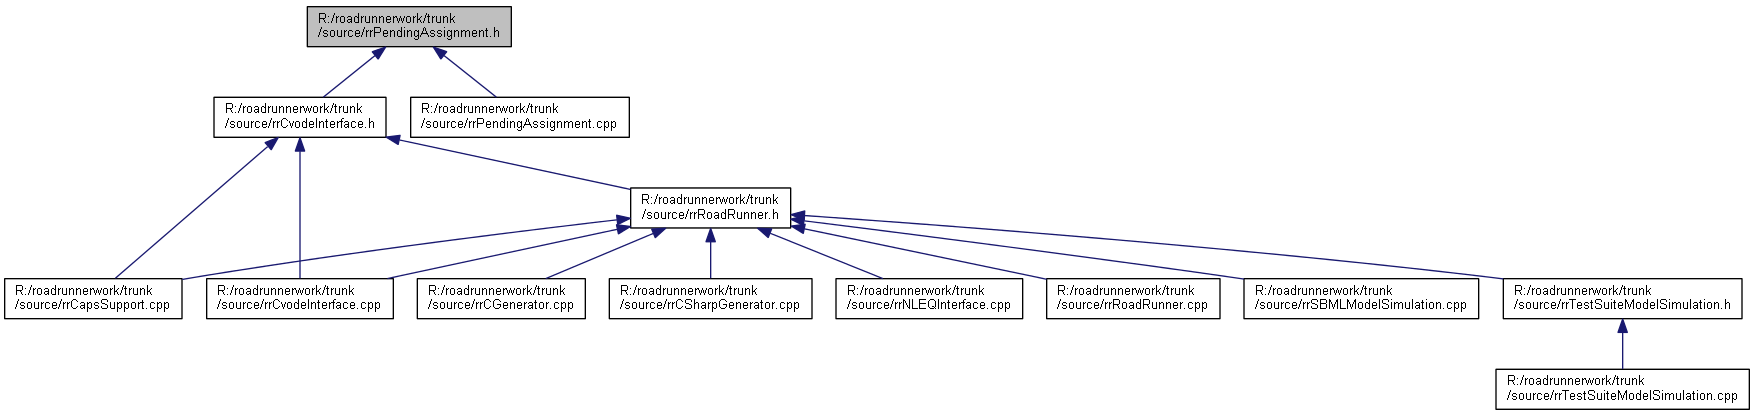 R:/roadrunnerwork/trunk
/source/rrPendingAssignment.h
R:/roadrunnerwork/trunk
/source/rrCvodeInterface.h
R:/roadrunnerwork/trunk
/source/rrPendingAssignment.cpp
R:/roadrunnerwork/trunk
/source/rrRoadRunner.h
R:/roadrunnerwork/trunk
/source/rrCapsSupport.cpp
R:/roadrunnerwork/trunk
/source/rrCvodeInterface.cpp
R:/roadrunnerwork/trunk
/source/rrCGenerator.cpp
R:/roadrunnerwork/trunk
/source/rrCSharpGenerator.cpp
R:/roadrunnerwork/trunk
/source/rrNLEQInterface.cpp
R:/roadrunnerwork/trunk
/source/rrRoadRunner.cpp
R:/roadrunnerwork/trunk
/source/rrSBMLModelSimulation.cpp
R:/roadrunnerwork/trunk
/source/rrTestSuiteModelSimulation.h
R:/roadrunnerwork/trunk
/source/rrTestSuiteModelSimulation.cpp